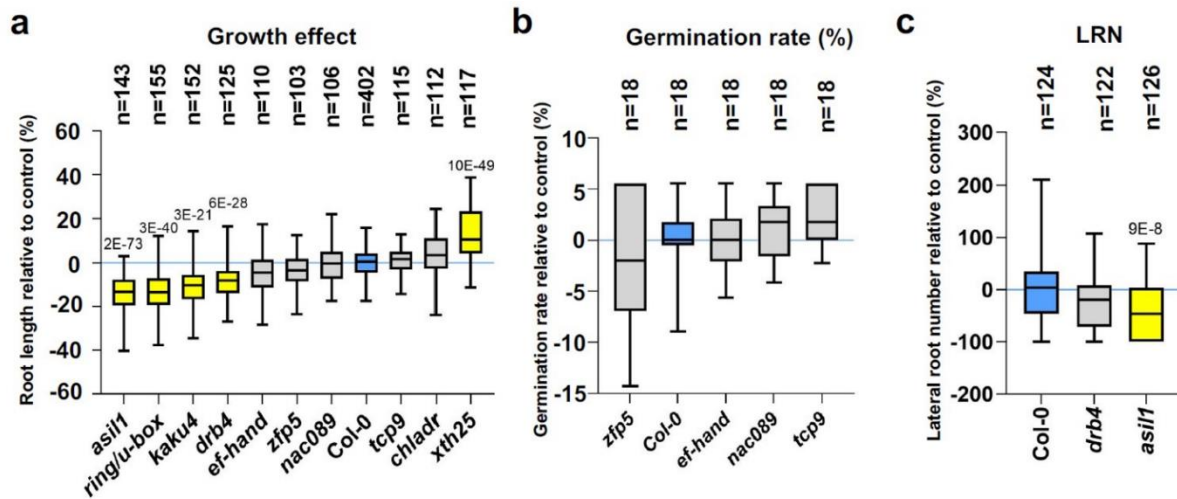 a
Growth effect
n=143
n=155
n=152
n=125
n=110
n=103
n=106
n=402
n=115
n=112
n=117
Root length relative to control (%)
60
40
20
0
-20
-40
-60
2E-73
3E-40
3E-21
6E-28
10E-49
asil1
ring/u-box
kaku4
drb4
ef-hand
zfp5
nac089
Col-0
tcp9
chladr
xth25
b
Germination rate (%)
n=18
n=18
n=18
n=18
n=18
Germination rate relative to control (%)
10
5
0
-5
-10
-15
zfp5
Col-0
ef-hand
nac089
tcp9
c
LRN
n=124
n=122
n=126
Lateral root number relative to control (%)
300
200
100
0
-100
-200
9E-8
Col-0
drb4
asil1